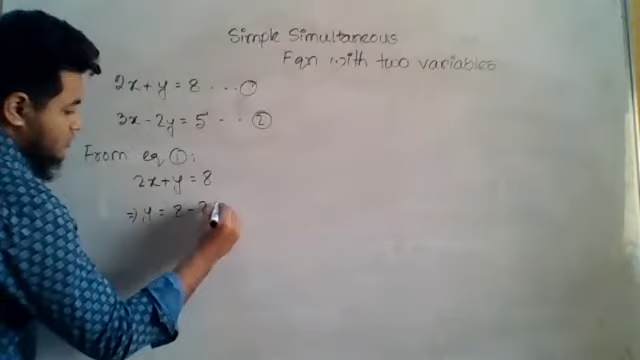 Simple Simultaneous
Eqn with two variables
2x + y = 8 ... ①
3x - 2y = 5 ... ②
From eq ①:
2x + y = 8
⇒ y = 8 - 2